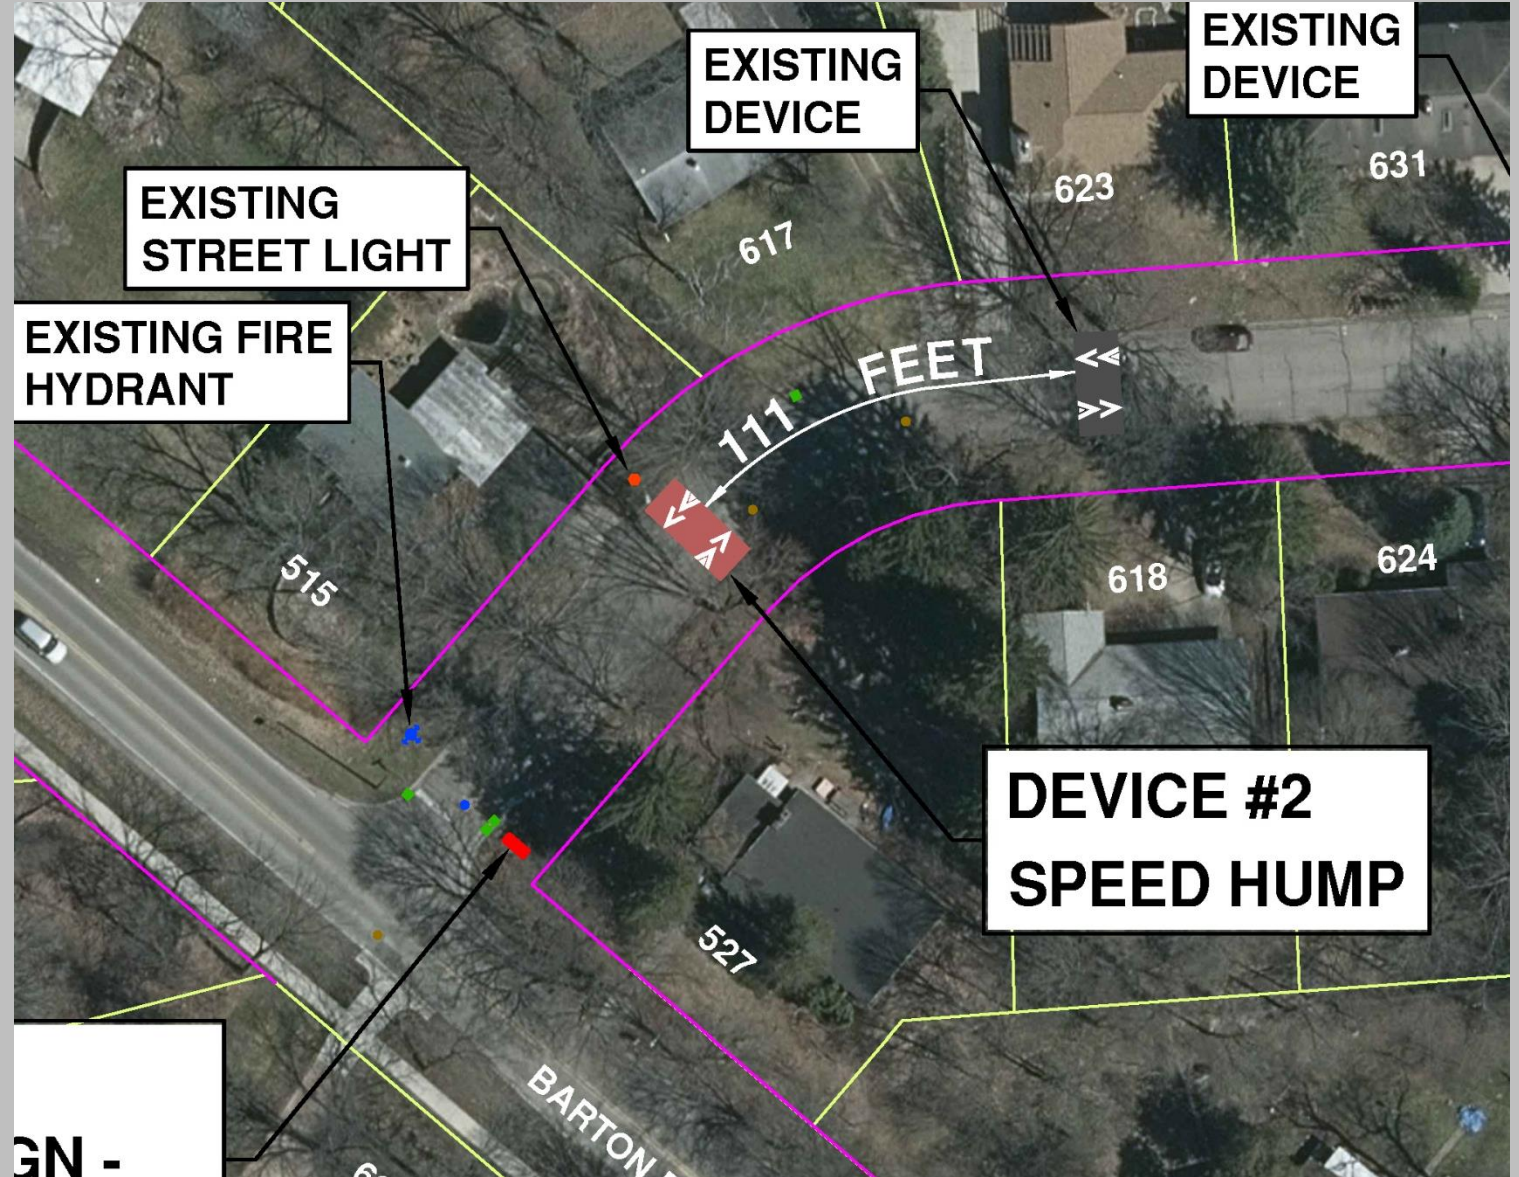 EXISTING
DEVICE
EXISTING
DEVICE
631
623
EXISTING
STREET LIGHT
617
EXISTING FIRE
HYDRANT
FEET
111
515
618
624
DEVICE #2
SPEED HUMP
527
BARTON
GN -